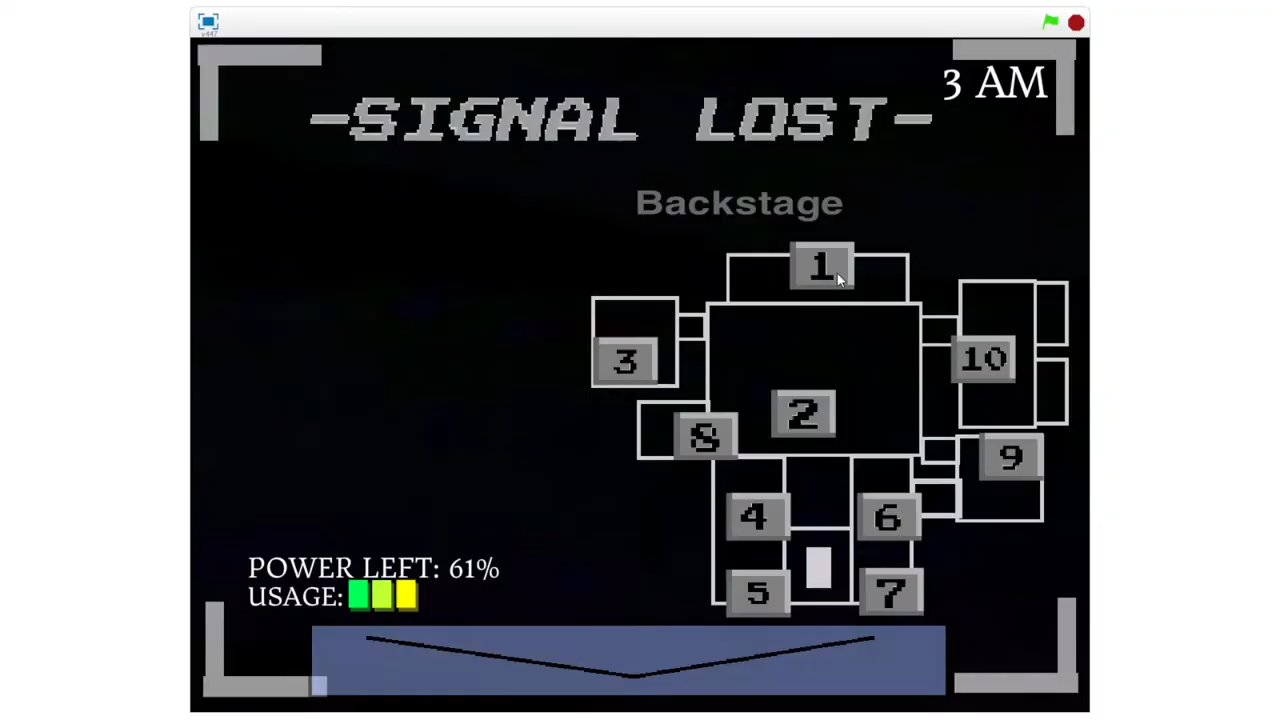 v447
3 AM
-SIGNAL LOST-
Backstage
1
3
10
2
8
9
4
6
5
7
POWER LEFT: 61%
USAGE: